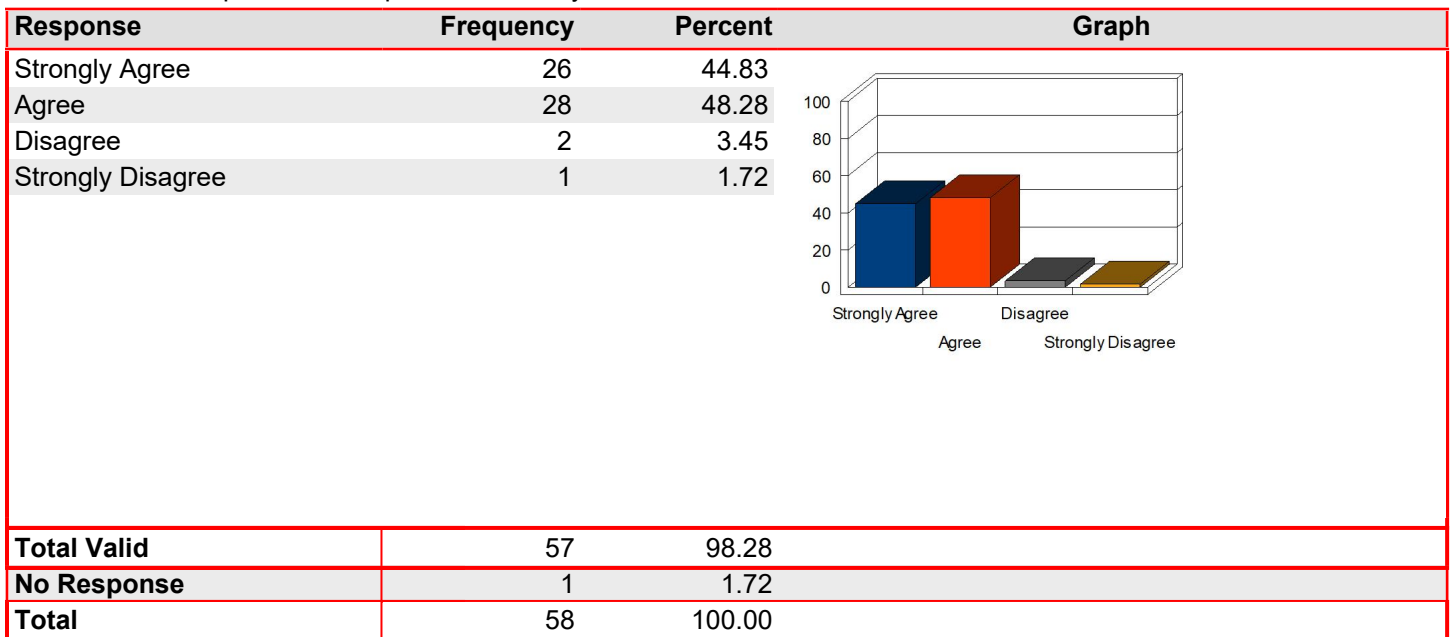 Response Frequency Percent Graph
Strongly Agree 26 44.83
Agree 28 48.28
Disagree 2 3.45
Strongly Disagree 1 1.72
100
80
60
40
20
0
Strongly Agree Disagree
Agree Strongly Disagree
Total Valid 57 98.28
No Response 1 1.72
Total 58 100.00